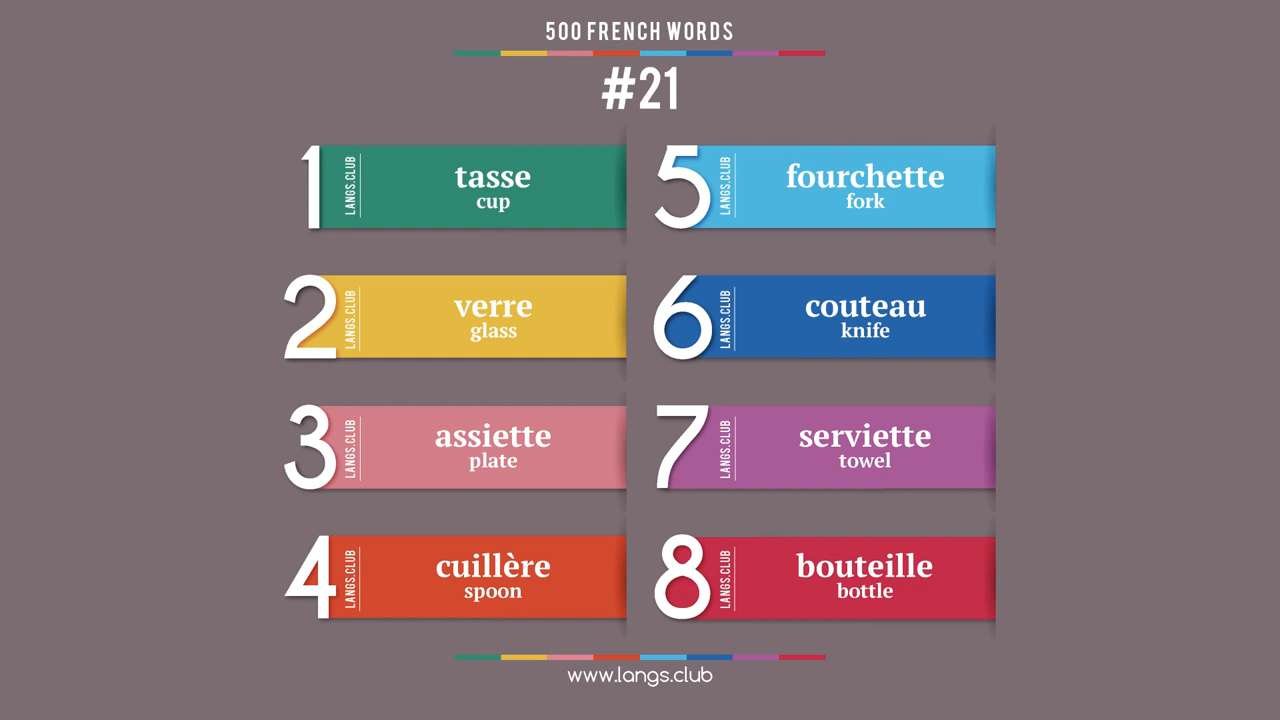 500 FRENCH WORDS
#21
1
LANGS.CLUB
tasse
cup
2
LANGS.CLUB
verre
glass
3
LANGS.CLUB
assiette
plate
4
LANGS.CLUB
cuillère
spoon
5
LANGS.CLUB
fourchette
fork
6
LANGS.CLUB
couteau
knife
7
LANGS.CLUB
serviette
towel
8
LANGS.CLUB
bouteille
bottle
www.langs.club